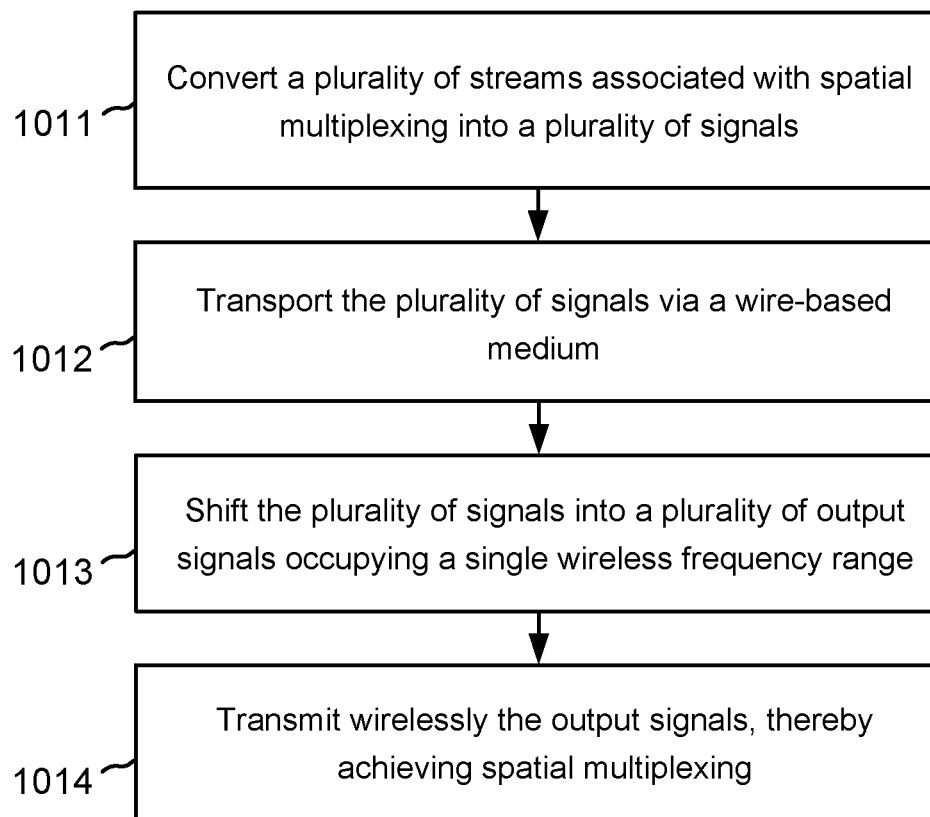 Convert a plurality of streams associated with spatial
1011
multiplexing into a plurality of signals
Transport the plurality of signals via a wire-based
1012
medium
Shift the plurality of signals into a plurality of output
1013
signals occupying a single wireless frequency range
Transmit wirelessly the output signals, thereby
1014
achieving spatial multiplexing